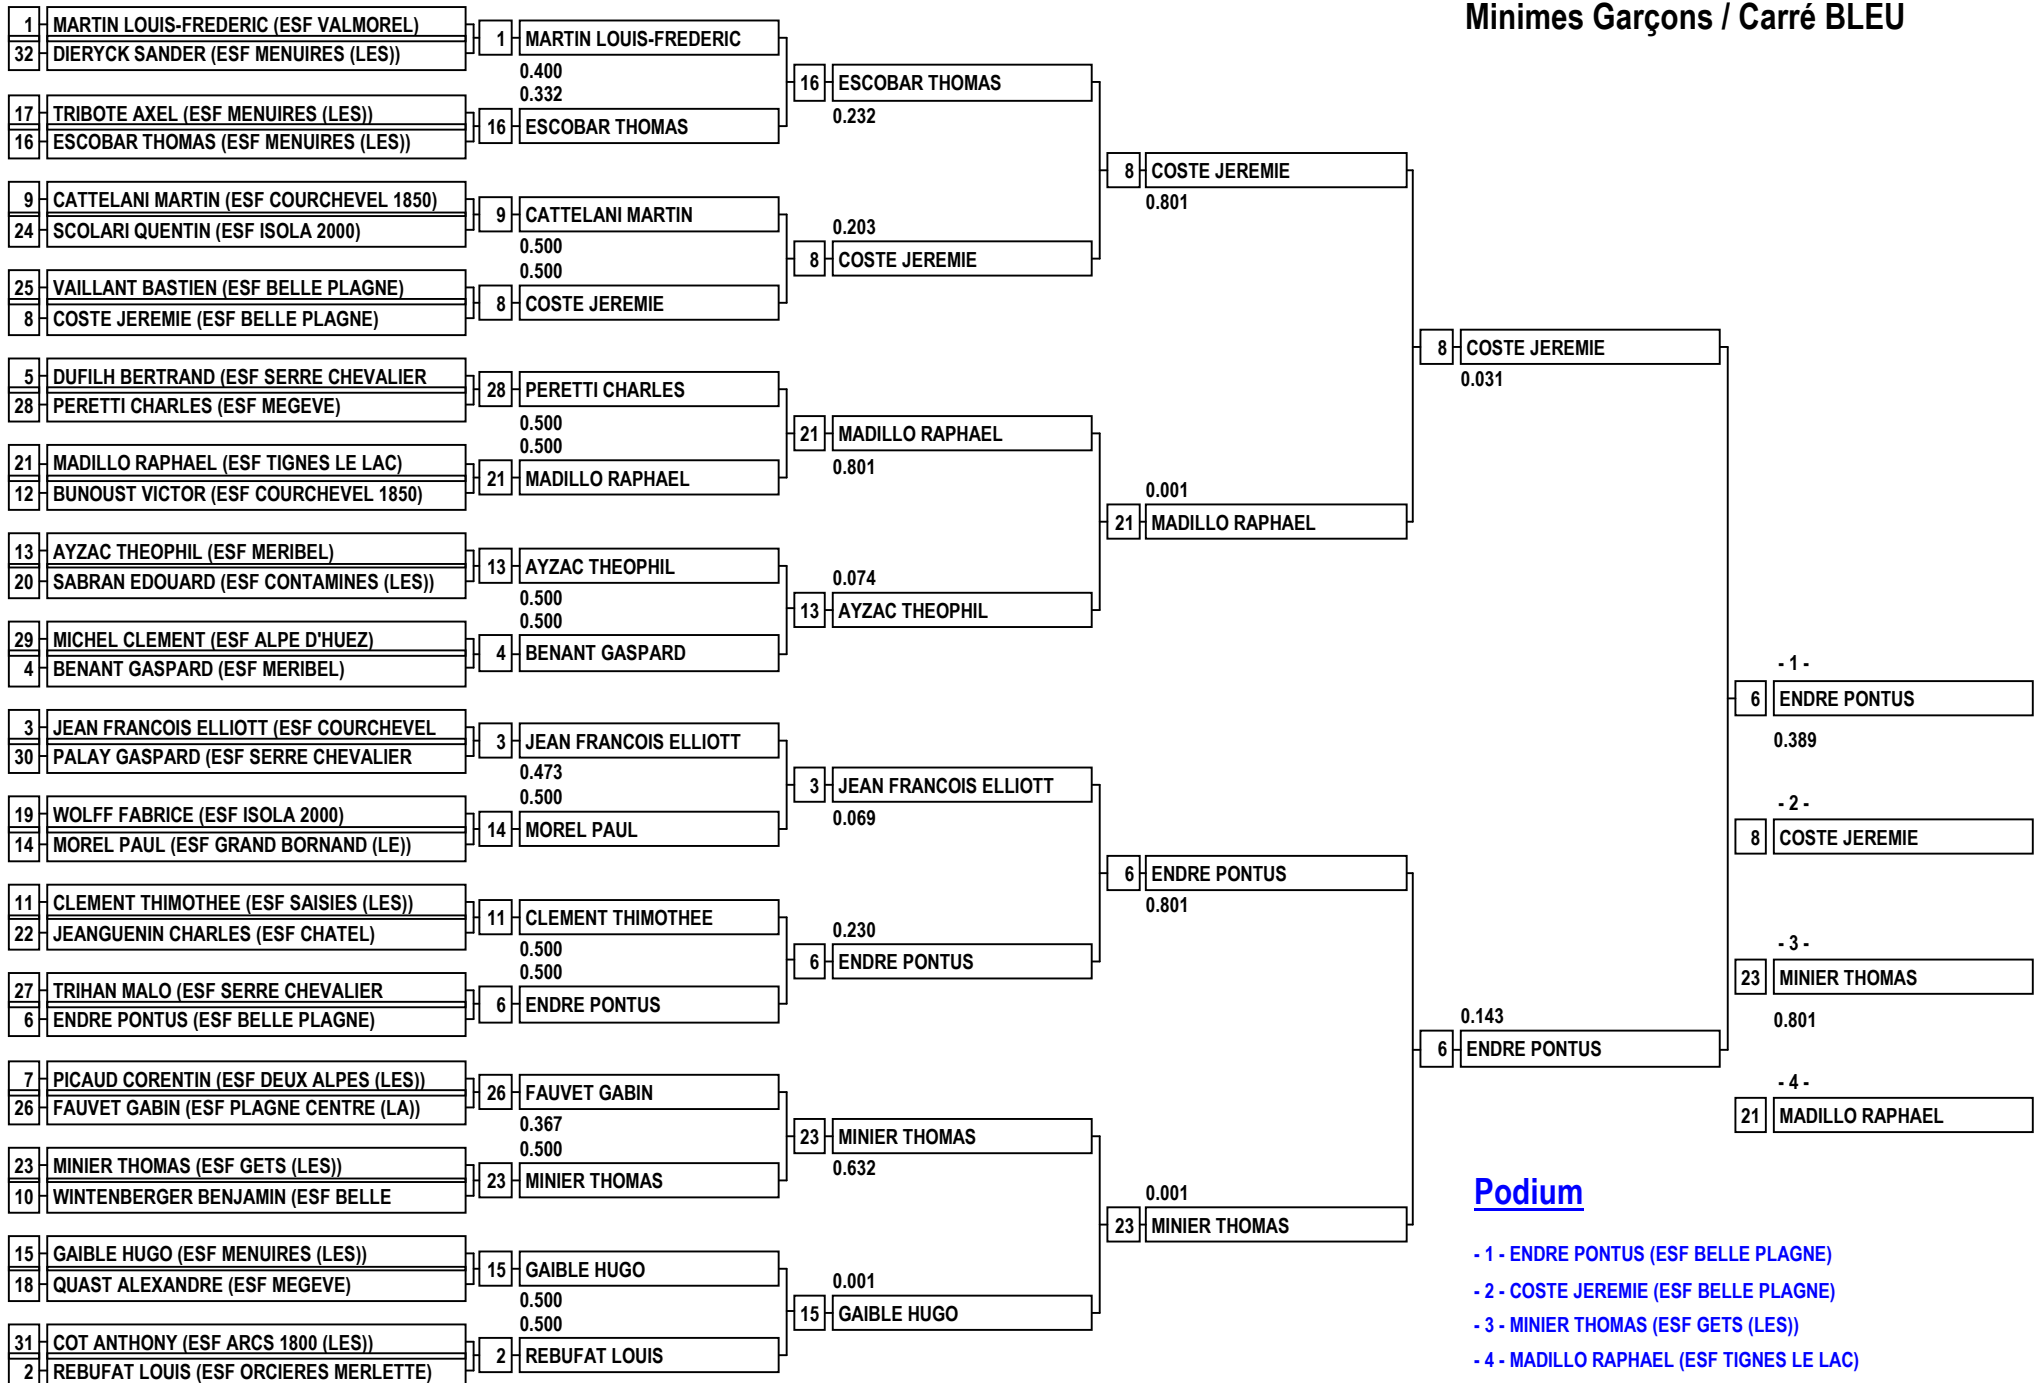 Minimes Garçons / Carré BLEU
1 MARTIN LOUIS-FREDERIC (ESF VALMOREL)
32 DIERYCK SANDER (ESF MENUIRES (LES))
17 TRIBOTE AXEL (ESF MENUIRES (LES))
16 ESCOBAR THOMAS (ESF MENUIRES (LES))
9 CATTELANI MARTIN (ESF COURCHEVEL 1850)
24 SCOLARI QUENTIN (ESF ISOLA 2000)
25 VAILLANT BASTIEN (ESF BELLE PLAGNE)
8 COSTE JEREMIE (ESF BELLE PLAGNE)
5 DUFILH BERTRAND (ESF SERRE CHEVALIER
28 PERETTI CHARLES (ESF MEGEVE)
21 MADILLO RAPHAEL (ESF TIGNES LE LAC)
12 BUNOUST VICTOR (ESF COURCHEVEL 1850)
13 AYZAC THEOPHIL (ESF MERIBEL)
20 SABRAN EDOUARD (ESF CONTAMINES (LES))
29 MICHEL CLEMENT (ESF ALPE D'HUEZ)
4 BENANT GASPARD (ESF MERIBEL)
3 JEAN FRANCOIS ELLIOTT (ESF COURCHEVEL
30 PALAY GASPARD (ESF SERRE CHEVALIER
19 WOLFF FABRICE (ESF ISOLA 2000)
14 MOREL PAUL (ESF GRAND BORNAND (LE))
11 CLEMENT THIMOTHEE (ESF SAISIES (LES))
22 JEANGUENIN CHARLES (ESF CHATEL)
27 TRIHAN MALO (ESF SERRE CHEVALIER
6 ENDRE PONTUS (ESF BELLE PLAGNE)
7 PICAUD CORENTIN (ESF DEUX ALPES (LES))
26 FAUVET GABIN (ESF PLAGNE CENTRE (LA))
23 MINIER THOMAS (ESF GETS (LES))
10 WINTENBERGER BENJAMIN (ESF BELLE
15 GAIBLE HUGO (ESF MENUIRES (LES))
18 QUAST ALEXANDRE (ESF MEGEVE)
31 COT ANTHONY (ESF ARCS 1800 (LES))
2 REBUFAT LOUIS (ESF ORCIERES MERLETTE)
1 MARTIN LOUIS-FREDERIC
0.400
0.332
16 ESCOBAR THOMAS
9 CATTELANI MARTIN
0.500
0.500
8 COSTE JEREMIE
28 PERETTI CHARLES
0.500
0.500
21 MADILLO RAPHAEL
13 AYZAC THEOPHIL
0.500
0.500
4 BENANT GASPARD
3 JEAN FRANCOIS ELLIOTT
0.473
0.500
14 MOREL PAUL
11 CLEMENT THIMOTHEE
0.500
0.500
6 ENDRE PONTUS
26 FAUVET GABIN
0.367
0.500
23 MINIER THOMAS
15 GAIBLE HUGO
0.500
0.500
2 REBUFAT LOUIS
16 ESCOBAR THOMAS
0.232
0.203
8 COSTE JEREMIE
21 MADILLO RAPHAEL
0.801
0.074
13 AYZAC THEOPHIL
3 JEAN FRANCOIS ELLIOTT
0.069
0.230
6 ENDRE PONTUS
23 MINIER THOMAS
0.632
0.001
15 GAIBLE HUGO
8 COSTE JEREMIE
0.801
0.001
21 MADILLO RAPHAEL
6 ENDRE PONTUS
0.801
0.001
23 MINIER THOMAS
8 COSTE JEREMIE
0.031
0.143
6 ENDRE PONTUS
- 1 -
6 ENDRE PONTUS
0.389
- 2 -
8 COSTE JEREMIE
- 3 -
23 MINIER THOMAS
0.801
- 4 -
21 MADILLO RAPHAEL
Podium
- 1 - ENDRE PONTUS (ESF BELLE PLAGNE)
- 2 - COSTE JEREMIE (ESF BELLE PLAGNE)
- 3 - MINIER THOMAS (ESF GETS (LES))
- 4 - MADILLO RAPHAEL (ESF TIGNES LE LAC)